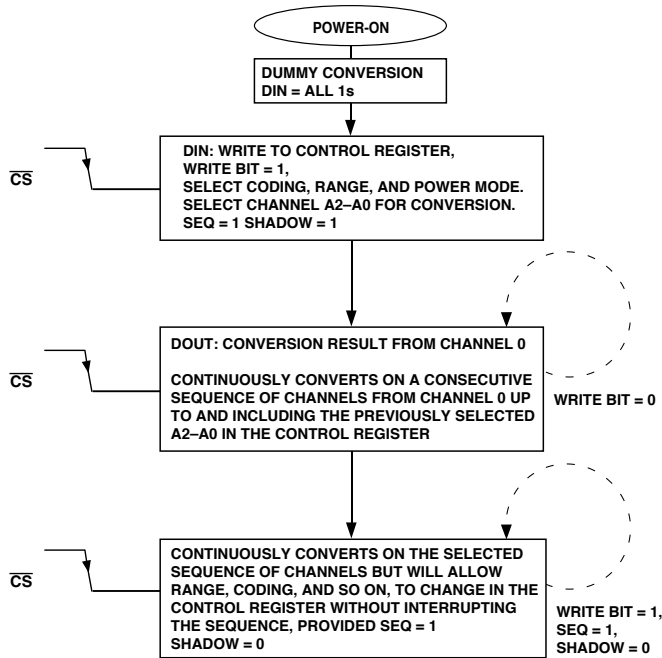 POWER-ON
DUMMY CONVERSION
DIN = ALL 1s
CS
DIN: WRITE TO CONTROL REGISTER,
WRITE BIT = 1,
SELECT CODING, RANGE, AND POWER MODE.
SELECT CHANNEL A2–A0 FOR CONVERSION.
SEQ = 1 SHADOW = 1
CS
DOUT: CONVERSION RESULT FROM CHANNEL 0
CONTINUOUSLY CONVERTS ON A CONSECUTIVE
SEQUENCE OF CHANNELS FROM CHANNEL 0 UP
TO AND INCLUDING THE PREVIOUSLY SELECTED
A2–A0 IN THE CONTROL REGISTER
WRITE BIT = 0
CS
CONTINUOUSLY CONVERTS ON THE SELECTED
SEQUENCE OF CHANNELS BUT WILL ALLOW
RANGE, CODING, AND SO ON, TO CHANGE IN THE
CONTROL REGISTER WITHOUT INTERRUPTING
THE SEQUENCE, PROVIDED SEQ = 1
SHADOW = 0
WRITE BIT = 1,
SEQ = 1,
SHADOW = 0